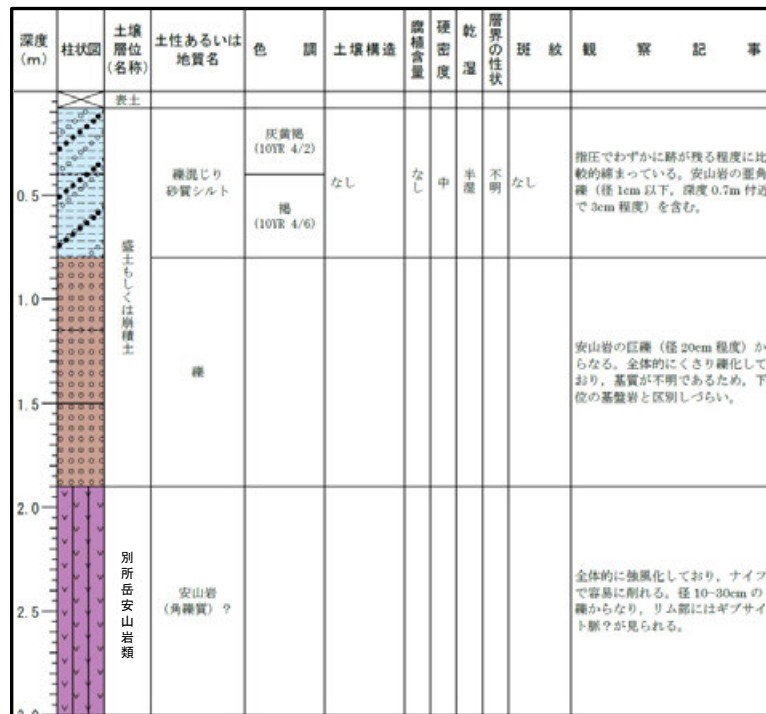 深度
(m)
柱状図
土壌
層位
(名称)
土性あるいは
地質名
色調
土壌構造
腐植含量
硬密度
乾湿
層界の性状
斑紋
観察記事
表土
0.5
1.0
1.5
2.0
2.5
3.0
盛土もしくは崩積土
礫混じり
砂質シルト
灰黄褐
(10YR 4/2)
褐
(10YR 4/6)
なし
なし
中
半湿
不明
なし
指圧でわずかに跡が残る程度に比
較的締まっている。安山岩の亜角
礫（径 1cm 以下，深度 0.7m 付近
で 3cm 程度）を含む。
礫
安山岩の巨礫（径 20cm 程度）か
らなる。全体的にくさり礫化して
おり，基質が不明であるため，下
位の基盤岩と区別しづらい。
別所岳安山岩類
安山岩
（角礫質）？
全体的に強風化しており，ナイフ
で容易に削れる。径 10-30cm の
礫からなり，リム部にはギブサイ
ト脈？が見られる。